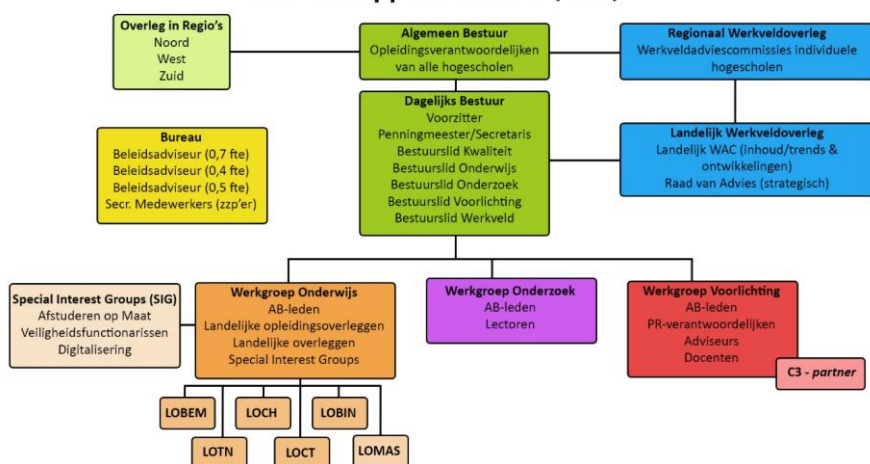 Overleg in Regio's
Noord
West
Zuid
Algemeen Bestuur
Opleidingsverantwoordelijken
van alle hogescholen
Regionaal Werkveldoverleg
Werkveldadviescommissies individuele
hogescholen
Bureau
Beleidsadviseur (0,7 fte)
Beleidsadviseur (0,4 fte)
Beleidsadviseur (0,5 fte)
Secr. Medewerkers (zzp'er)
Dagelijks Bestuur
Voorzitter
Penningmeester/Secretaris
Bestuurslid Kwaliteit
Bestuurslid Onderwijs
Bestuurslid Onderzoek
Bestuurslid Voorlichting
Bestuurslid Werkveld
Landelijk Werkveldoverleg
Landelijk WAC (inhoud/trends &
ontwikkelingen)
Raad van Advies (strategisch)
Special Interest Groups (SIG)
Afstuderen op Maat
Veiligheidsfunctionarissen
Digitalisering
Werkgroep Onderwijs
AB-leden
Landelijke opleidingsoverleggen
Landelijke overleggen
Special Interest Groups
Werkgroep Onderzoek
AB-leden
Lectoren
Werkgroep Voorlichting
AB-leden
PR-verantwoordelijken
Adviseurs
Docenten
C3 - partner
LOBEM
LOCH
LOBIN
LOTN
LOCT
LOMAS